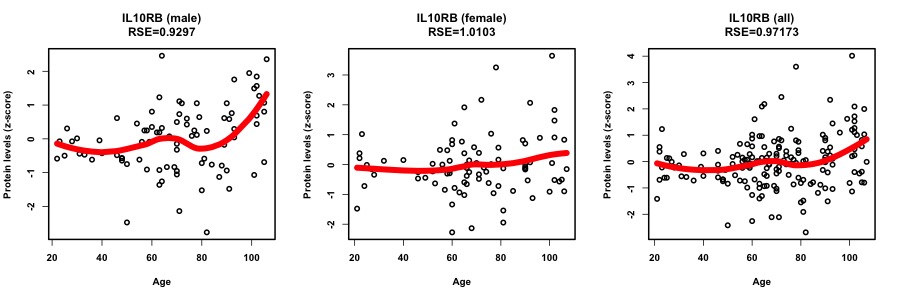 IL10RB (male)
RSE=0.9297
Protein levels (z-score)
2
1
0
-1
-2
20 40 60 80 100
Age
IL10RB (female)
RSE=1.0103
Protein levels (z-score)
3
2
1
0
-1
-2
20 40 60 80 100
Age
IL10RB (all)
RSE=0.97173
Protein levels (z-score)
4
3
2
1
0
-1
-2
20 40 60 80 100
Age